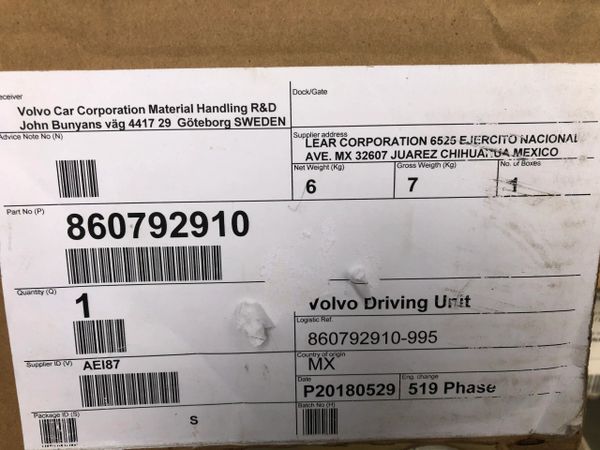 Receiver
Volvo Car Corporation Material Handling R&D
John Bunyans väg 4417 29 Göteborg SWEDEN
Dock/Gate
Advice Note No (N)
Supplier address
LEAR CORPORATION 6525 EJERCITO NACIONAL
AVE. MX 32607 JUAREZ CHIHUAHUA MEXICO
Net Weight (Kg)
6
Gross Weigth (Kg)
7
No. of Boxes
1
Part No (P)
860792910
Quantity (Q)
1
Volvo Driving Unit
Logistic Ref.
860792910-995
Supplier ID (V)
AEI87
Country of origin
MX
Date
P20180529
Eng. change
519 Phase
Package ID (S)
S
Batch No (H)